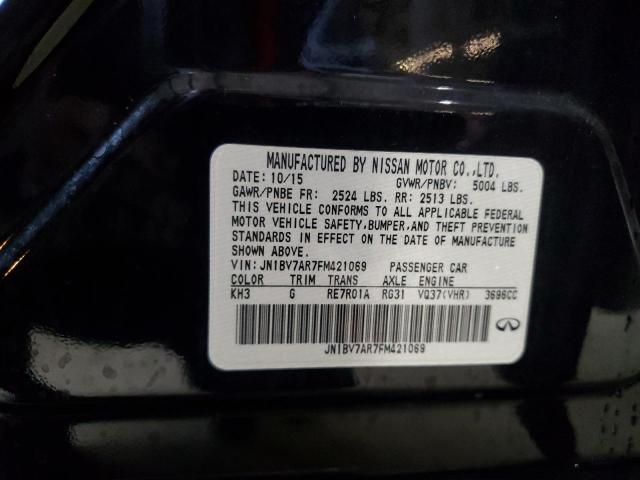 MANUFACTURED BY NISSAN MOTOR CO.,LTD.
DATE: 10/15 GVWR/PNBV: 5004 LBS.
GAWR/PNBE FR: 2524 LBS. RR: 2513 LBS.
THIS VEHICLE CONFORMS TO ALL APPLICABLE FEDERAL
MOTOR VEHICLE SAFETY,BUMPER,AND THEFT PREVENTION
STANDARDS IN EFFECT ON THE DATE OF MANUFACTURE
SHOWN ABOVE.
VIN: JN1BV7AR7FM421069 PASSENGER CAR
COLOR TRIM TRANS AXLE ENGINE
KH3 G RE7R01A RG31 VQ37(VHR) 3696CC
JN1BV7AR7FM421069